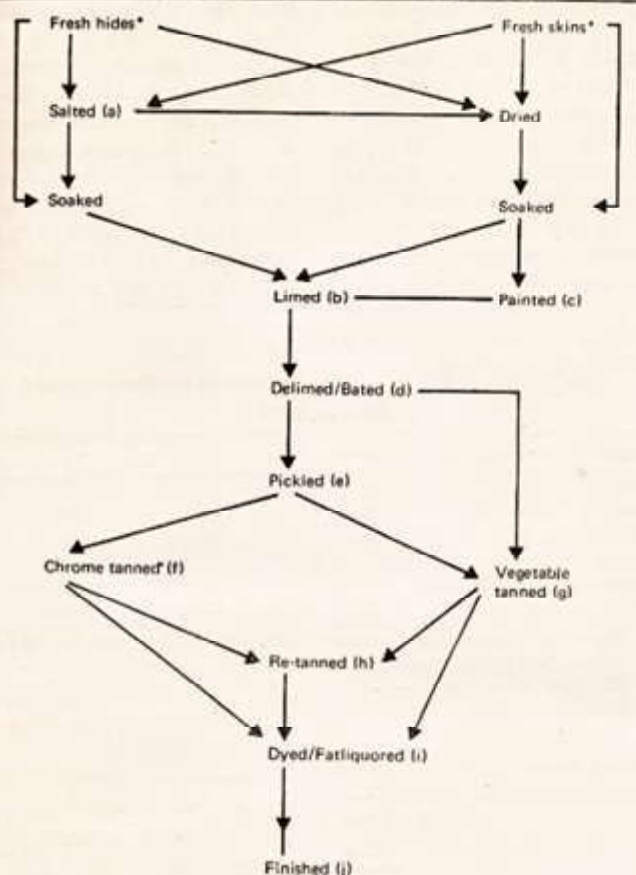 Fresh hides*
Fresh skins*
Salted (a)
Dried
Soaked
Soaked
Limed (b)
Painted (c)
Delimed/Bated (d)
Pickled (e)
Chrome tanned* (f)
Vegetable
tanned (g)
Re-tanned (h)
Dyed/Fatliquored (i)
Finished (j)